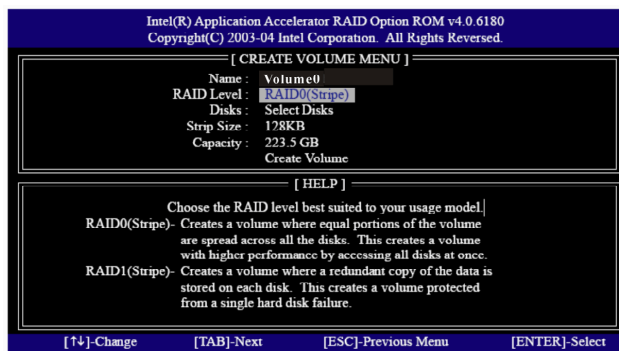 Intel(R) Application Accelerator RAID Option ROM v4.0.6180
Copyright(C) 2003-04 Intel Corporation. All Rights Reversed.
[ CREATE VOLUME MENU ]
Name : Volume0
RAID Level : RAID0(Stripe)
Disks : Select Disks
Strip Size : 128KB
Capacity : 223.5 GB
Create Volume
[ HELP ]
Choose the RAID level best suited to your usage model.
RAID0(Stripe)- Creates a volume where equal portions of the volume
are spread across all the disks. This creates a volume
with higher performance by accessing all disks at once.
RAID1(Stripe)- Creates a volume where a redundant copy of the data is
stored on each disk. This creates a volume protected
from a single hard disk failure.
[↑↓]-Change [TAB]-Next [ESC]-Previous Menu [ENTER]-Select